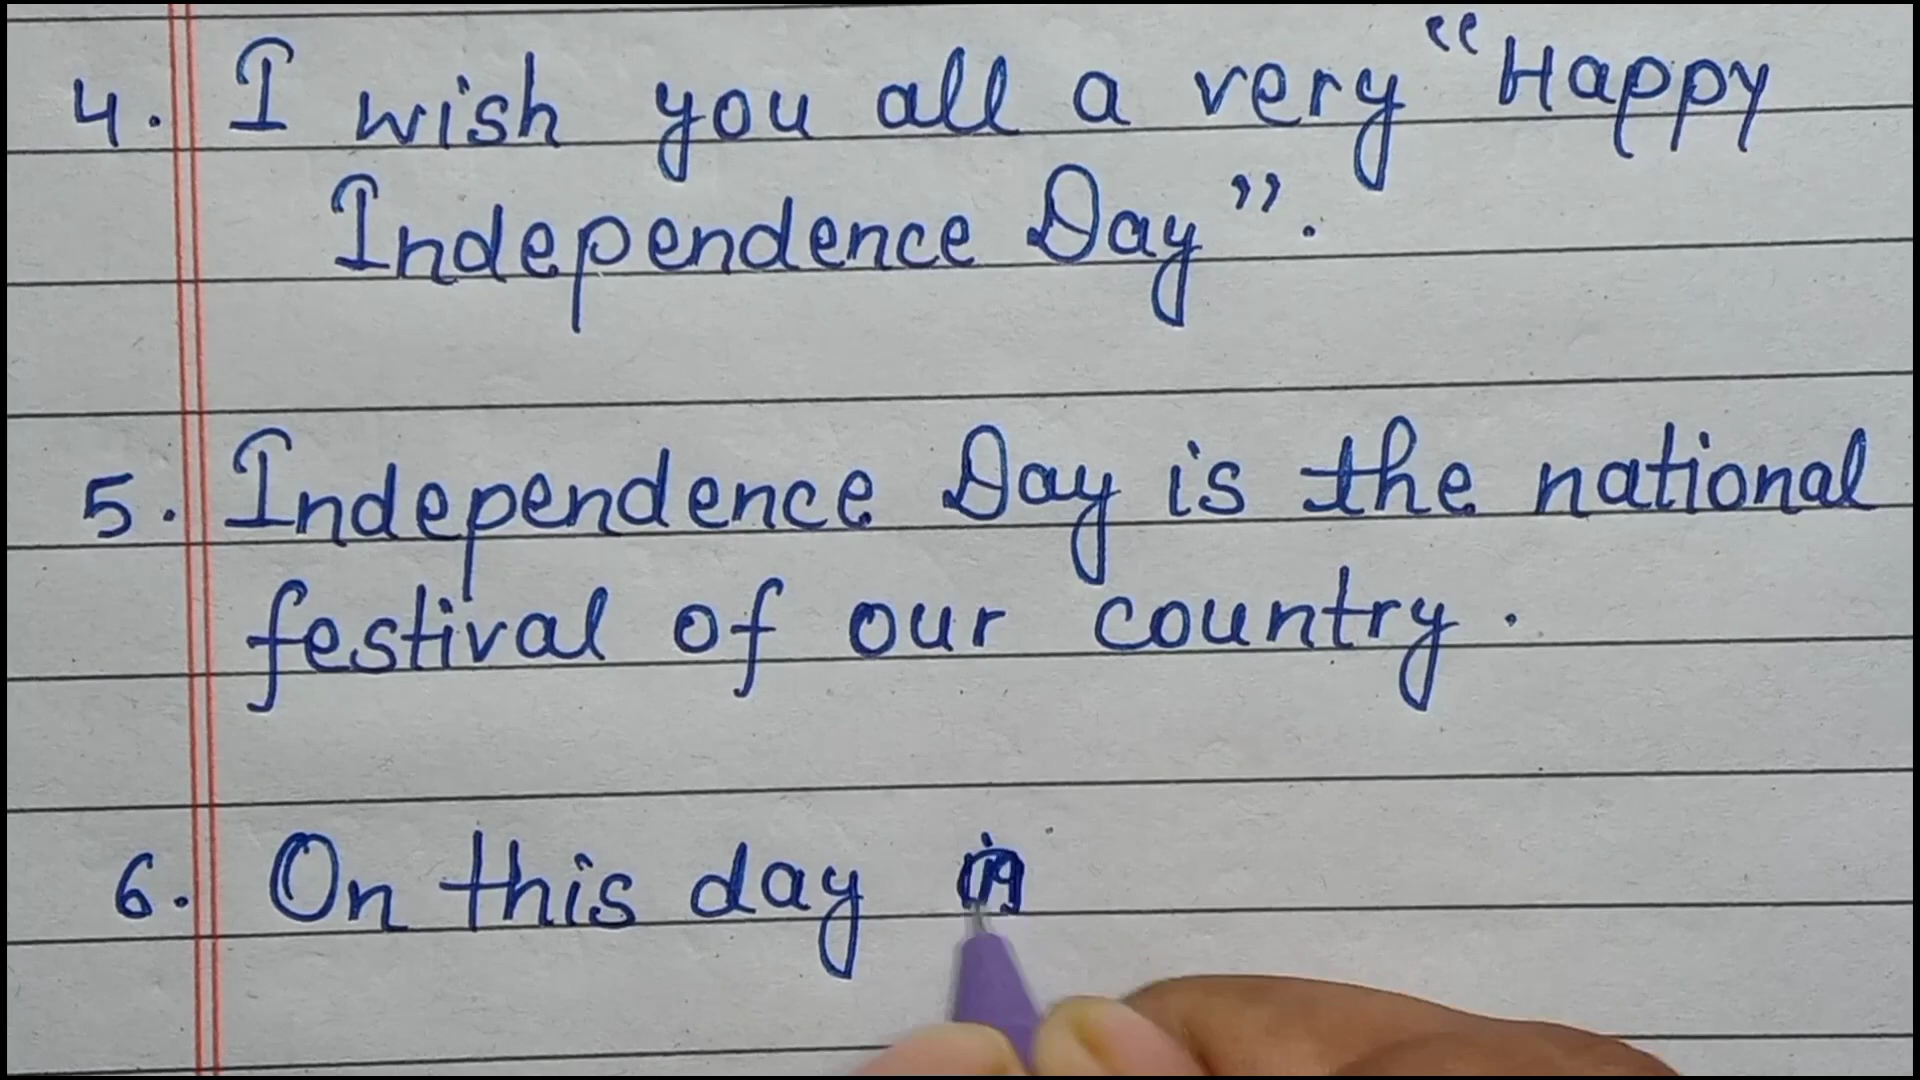 4. I wish you all a very “Happy
Independence Day”.
5. Independence Day is the national
festival of our country.
6. On this day in